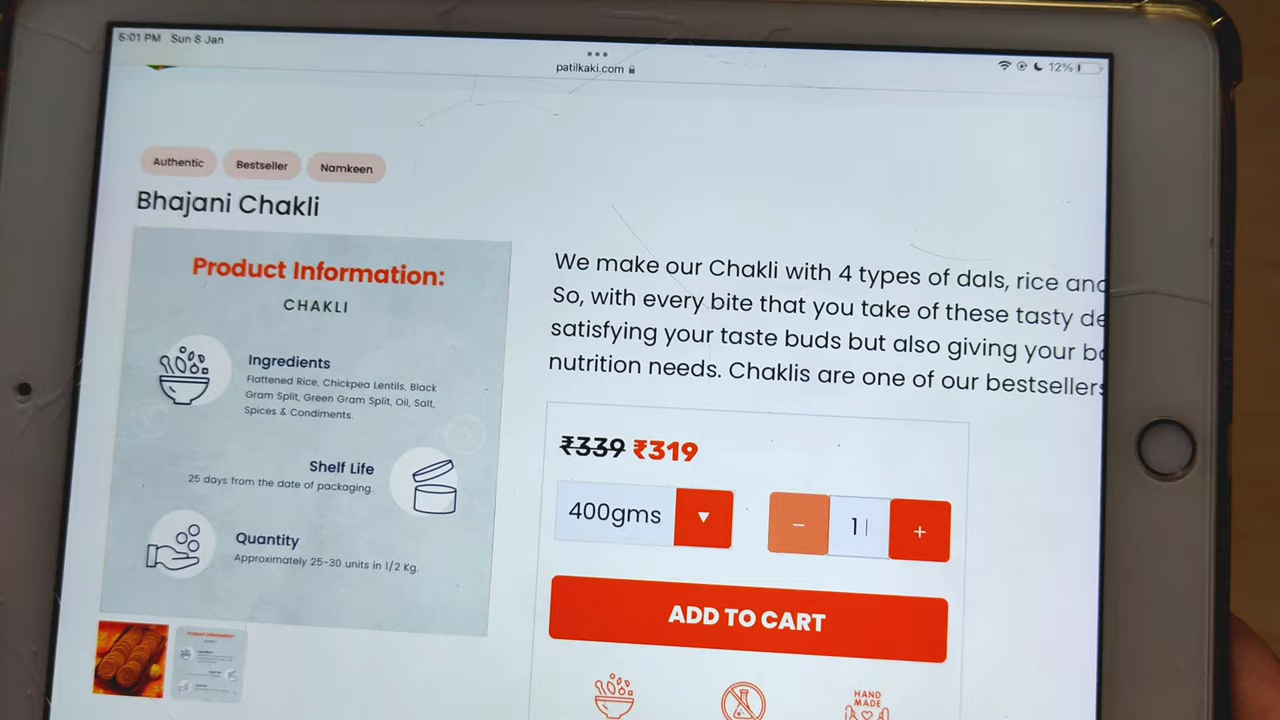 5:01 PM Sun 8 Jan
patilkaki.com
12%
Authentic
Bestseller
Namkeen
Bhajani Chakli
Product Information:
CHAKLI
Ingredients
Flattened Rice, Chickpea Lentils, Black
Gram Split, Green Gram Split, Oil, Salt,
Spices & Condiments.
Shelf Life
25 days from the date of packaging.
Quantity
Approximately 25-30 units in 1/2 Kg.
We make our Chakli with 4 types of dals, rice and
So, with every bite that you take of these tasty de
satisfying your taste buds but also giving your bo
nutrition needs. Chaklis are one of our bestsellers
₹339 ₹319
400gms
− 1 +
ADD TO CART
HAND
MADE
Product Information: